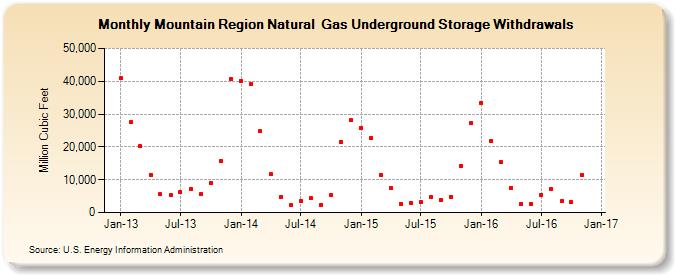 Monthly Mountain Region Natural  Gas Underground Storage Withdrawals
Million Cubic Feet
50,000
40,000
30,000
20,000
10,000
0
Jan-13 Jul-13 Jan-14 Jul-14 Jan-15 Jul-15 Jan-16 Jul-16 Jan-17
Source: U.S. Energy Information Administration